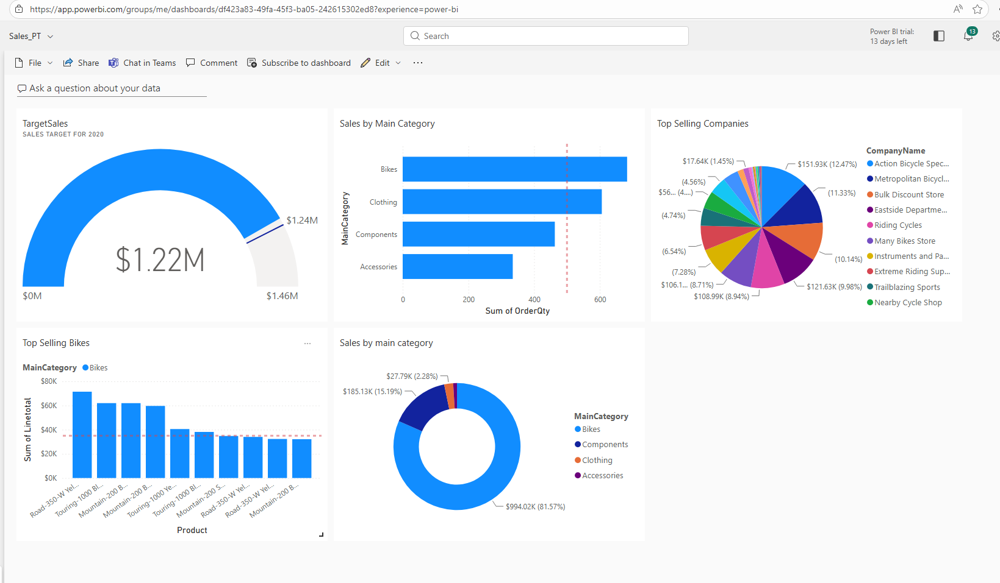 https://app.powerbi.com/groups/me/dashboards/df423a83-49fa-45f3-ba05-242615302ed8?experience=power-bi
Sales_PT
Search
Power BI trial:
13 days left
13
File
Share
Chat in Teams
Comment
Subscribe to dashboard
Edit
Ask a question about your data
TargetSales
SALES TARGET FOR 2020
$1.24M
$1.22M
$0M
$1.46M
Sales by Main Category
MainCategory
Bikes
Clothing
Components
Accessories
0 200 400 600
Sum of OrderQty
Top Selling Companies
$17.64K (1.45%)
$151.93K (12.47%)
(4.56%)
$56... (4....)
(11.33%)
(4.74%)
(6.54%)
(10.14%)
(7.28%)
$106.1... (8.71%)
$121.63K (9.98%)
$108.99K (8.94%)
CompanyName
Action Bicycle Spec...
Metropolitan Bicycl...
Bulk Discount Store
Eastside Departme...
Riding Cycles
Many Bikes Store
Instruments and Pa...
Extreme Riding Sup...
Trailblazing Sports
Nearby Cycle Shop
Top Selling Bikes
...
MainCategory Bikes
Sum of Linetotal
$80K
$60K
$40K
$20K
$0K
Road-350-W Yel...
Touring-1000 Bl...
Mountain-200 B...
Mountain-200 B...
Touring-1000 Ye...
Touring-1000 Bl...
Mountain-200 S...
Road-350-W Yel...
Road-350-W Yel...
Mountain-200 B...
Product
Sales by main category
$27.79K (2.28%)
$185.13K (15.19%)
$994.02K (81.57%)
MainCategory
Bikes
Components
Clothing
Accessories